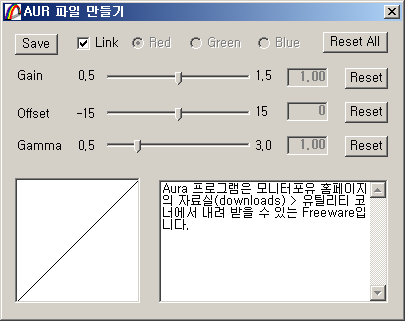 AUR 파일 만들기
Save Link Red Green Blue Reset All
Gain 0.5 1.5 1.00 Reset
Offset -15 15 0 Reset
Gamma 0.5 3.0 1.00 Reset
Aura 프로그램은 모니터포유 홈페이지
의 자료실(downloads) > 유틸리티 코
너에서 내려 받을 수 있는 Freeware입
니다.